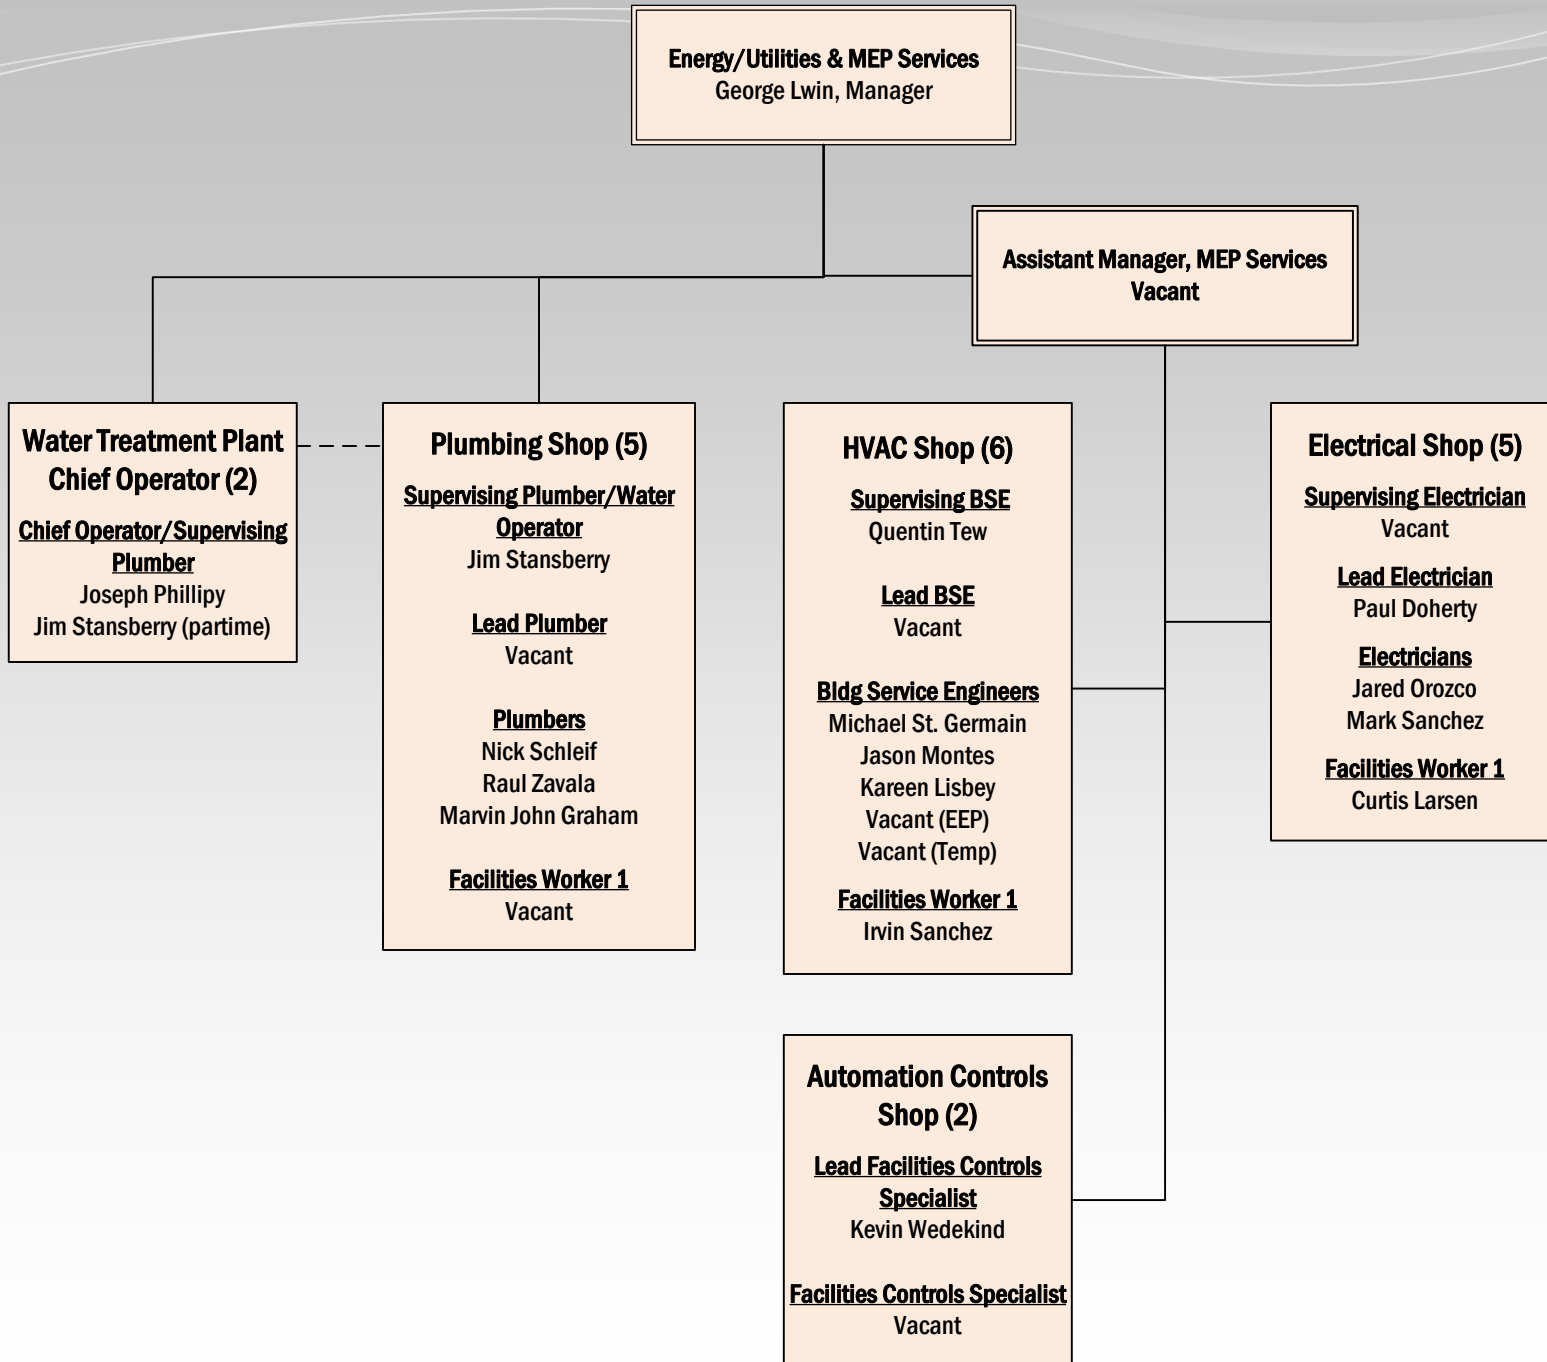 Energy/Utilities & MEP Services
George Lwin, Manager
Assistant Manager, MEP Services
Vacant
Water Treatment Plant
Chief Operator (2)
Chief Operator/Supervising
Plumber
Joseph Phillipy
Jim Stansberry (partime)
Plumbing Shop (5)
Supervising Plumber/Water
Operator
Jim Stansberry
Lead Plumber
Vacant
Plumbers
Nick Schleif
Raul Zavala
Marvin John Graham
Facilities Worker 1
Vacant
HVAC Shop (6)
Supervising BSE
Quentin Tew
Lead BSE
Vacant
Bldg Service Engineers
Michael St. Germain
Jason Montes
Kareen Lisbey
Vacant (EEP)
Vacant (Temp)
Facilities Worker 1
Irvin Sanchez
Electrical Shop (5)
Supervising Electrician
Vacant
Lead Electrician
Paul Doherty
Electricians
Jared Orozco
Mark Sanchez
Facilities Worker 1
Curtis Larsen
Automation Controls
Shop (2)
Lead Facilities Controls
Specialist
Kevin Wedekind
Facilities Controls Specialist
Vacant